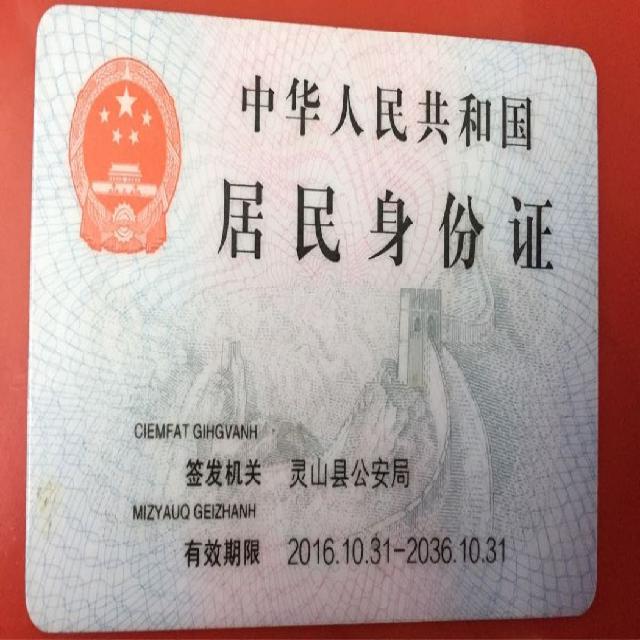 中华人民共和国
居民身份证
CIEMFAT GIHGVANH
签发机关 灵山县公安局
MIZYAUQ GEIZHANH
有效期限 2016.10.31-2036.10.31